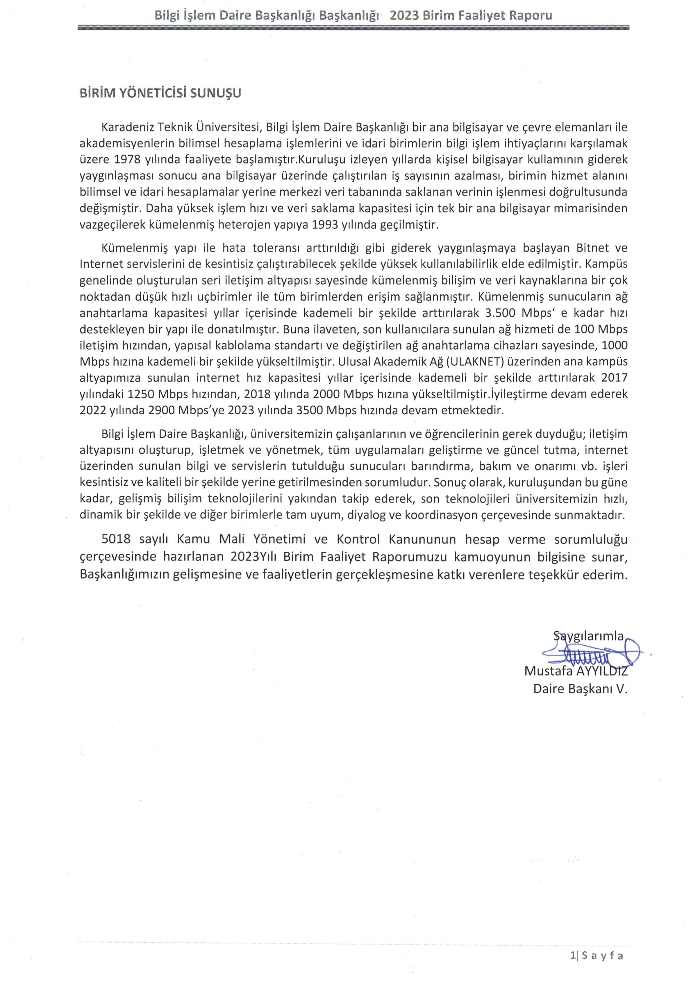 Bilgi İşlem Daire Başkanlığı Başkanlığı 2023 Birim Faaliyet Raporu
BİRİM YÖNETİCİSİ SUNUŞU
Karadeniz Teknik Üniversitesi, Bilgi İşlem Daire Başkanlığı bir ana bilgisayar ve çevre elemanları ile
akademisyenlerin bilimsel hesaplama işlemlerini ve idari birimlerin bilgi işlem ihtiyaçlarını karşılamak
üzere 1978 yılında faaliyete başlamıştır.Kuruluşu izleyen yıllarda kişisel bilgisayar kullamının giderek
yaygınlaşması sonucu ana bilgisayar üzerinde çalıştırılan iş sayısının azalması, birimin hizmet alanını
bilimsel ve idari hesaplamalar yerine merkezi veri tabanında saklanan verinin işlenmesi doğrultusunda
değişmiştir. Daha yüksek işlem hızı ve veri saklama kapasitesi için tek bir ana bilgisayar mimarisinden
vazgeçilerek kümelenmiş heterojen yapıya 1993 yılında geçilmiştir.
Kümelenmiş yapı ile hata toleransı arttırıldığı gibi giderek yaygınlaşmaya başlayan Bitnet ve
Internet servislerini de kesintisiz çalıştırabilecek şekilde yüksek kullanılabilirlik elde edilmiştir. Kampüs
genelinde oluşturulan seri iletişim altyapısı sayesinde kümelenmiş bilişim ve veri kaynaklarına bir çok
noktadan düşük hızlı uçbirimler ile tüm birimlerden erişim sağlanmıştır. Kümelenmiş sunucuların ağ
anahtarlama kapasitesi yıllar içerisinde kademeli bir şekilde arttırılarak 3.500 Mbps' e kadar hızı
destekleyen bir yapı ile donatılmıştır. Buna ilaveten, son kullanıcılara sunulan ağ hizmeti de 100 Mbps
iletişim hızından, yapısal kablolama standartı ve değiştirilen ağ anahtarlama cihazları sayesinde, 1000
Mbps hızına kademeli bir şekilde yükseltilmiştir. Ulusal Akademik Ağ (ULAKNET) üzerinden ana kampüs
altyapımıza sunulan internet hız kapasitesi yıllar içerisinde kademeli bir şekilde arttırılarak 2017
yılındaki 1250 Mbps hızından, 2018 yılında 2000 Mbps hızına yükseltilmiştir.İyileştirme devam ederek
2022 yılında 2900 Mbps'ye 2023 yılında 3500 Mbps hızında devam etmektedir.
Bilgi İşlem Daire Başkanlığı, üniversitemizin çalışanlarının ve öğrencilerinin gerek duyduğu; iletişim
altyapısını oluşturup, işletmek ve yönetmek, tüm uygulamaları geliştirme ve güncel tutma, internet
üzerinden sunulan bilgi ve servislerin tutulduğu sunucuları barındırma, bakım ve onarımı vb. işleri
kesintisiz ve kaliteli bir şekilde yerine getirilmesinden sorumludur. Sonuç olarak, kuruluşundan bu güne
kadar, gelişmiş bilişim teknolojilerini yakından takip ederek, son teknolojileri üniversitemizin hızlı,
dinamik bir şekilde ve diğer birimlerle tam uyum, diyalog ve koordinasyon çerçevesinde sunmaktadır.
5018 sayılı Kamu Mali Yönetimi ve Kontrol Kanununun hesap verme sorumluluğu
çerçevesinde hazırlanan 2023Yılı Birim Faaliyet Raporumuzu kamuoyunun bilgisine sunar,
Başkanlığımızın gelişmesine ve faaliyetlerin gerçekleşmesine katkı verenlere teşekkür ederim.
Saygılarımla,
Mustafa AYYILDIZ
Daire Başkanı V.
1| S a y f a